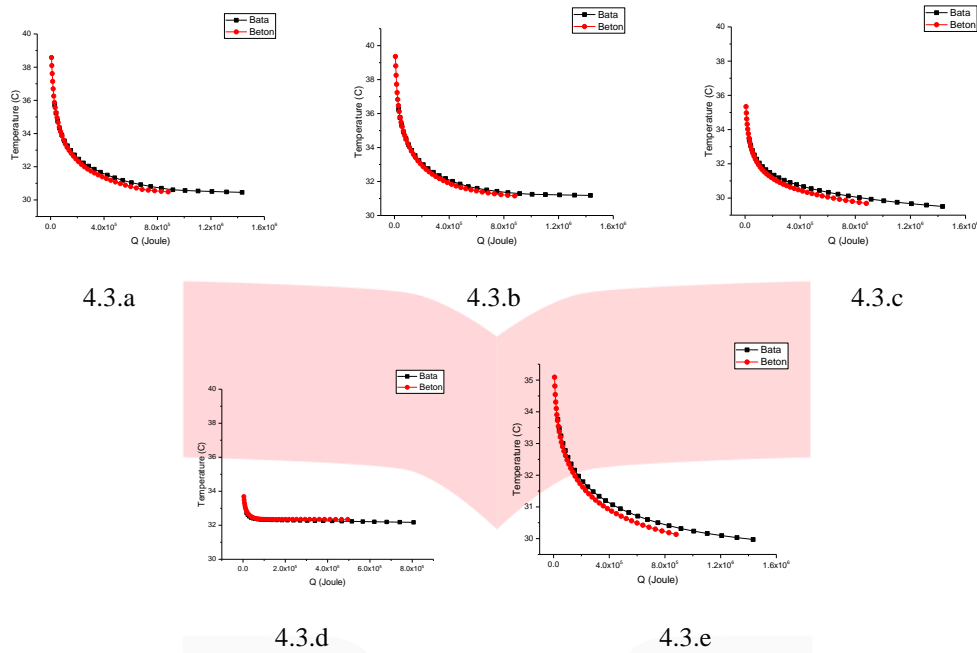 Bata
Beton
40
38
36
34
32
30
Temperature (C)
0.0
4.0x10⁵
8.0x10⁵
1.2x10⁶
1.6x10⁶
Q (Joule)
4.3.a
Bata
Beton
40
38
36
34
32
30
Temperature (C)
0.0
4.0x10⁵
8.0x10⁵
1.2x10⁶
1.6x10⁶
Q (Joule)
4.3.b
Bata
Beton
40
38
36
34
32
30
Temperature (C)
0.0
4.0x10⁵
8.0x10⁵
1.2x10⁶
1.6x10⁶
Q (Joule)
4.3.c
Bata
Beton
40
38
36
34
32
30
Temperature (C)
0.0
2.0x10⁵
4.0x10⁵
6.0x10⁵
8.0x10⁵
Q (Joule)
4.3.d
Bata
Beton
35
34
33
32
31
30
Temperature (C)
0.0
4.0x10⁵
8.0x10⁵
1.2x10⁶
1.6x10⁶
Q (Joule)
4.3.e